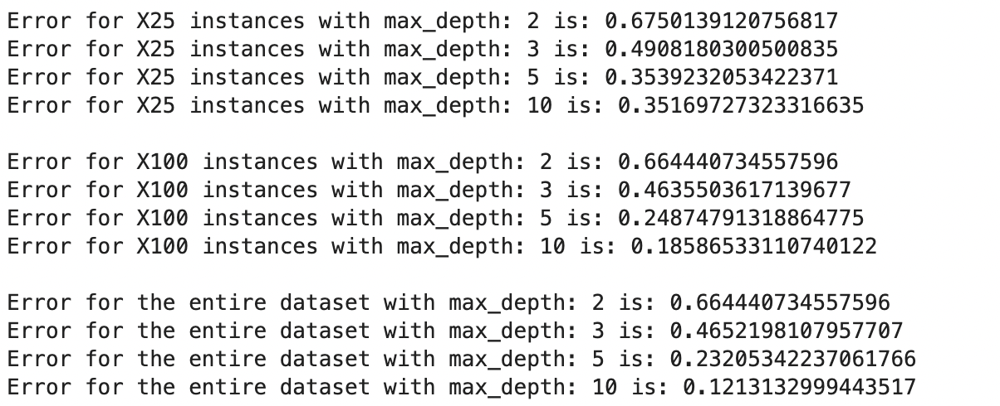 Error for X25 instances with max_depth: 2 is: 0.6750139120756817
Error for X25 instances with max_depth: 3 is: 0.4908180300500835
Error for X25 instances with max_depth: 5 is: 0.3539232053422371
Error for X25 instances with max_depth: 10 is: 0.35169727323316635
Error for X100 instances with max_depth: 2 is: 0.664440734557596
Error for X100 instances with max_depth: 3 is: 0.4635503617139677
Error for X100 instances with max_depth: 5 is: 0.24874791318864775
Error for X100 instances with max_depth: 10 is: 0.18586533110740122
Error for the entire dataset with max_depth: 2 is: 0.664440734557596
Error for the entire dataset with max_depth: 3 is: 0.4652198107957707
Error for the entire dataset with max_depth: 5 is: 0.23205342237061766
Error for the entire dataset with max_depth: 10 is: 0.1213132999443517